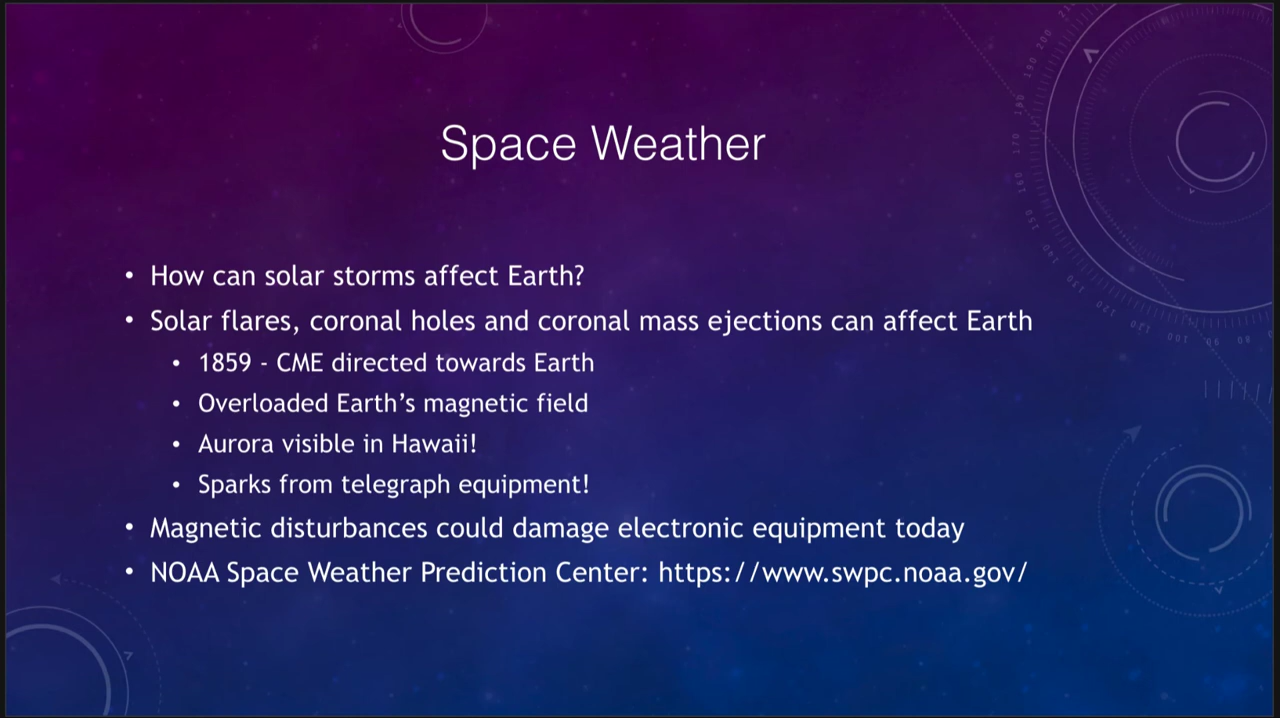 Space Weather
• How can solar storms affect Earth?
• Solar flares, coronal holes and coronal mass ejections can affect Earth
• 1859 - CME directed towards Earth
• Overloaded Earth's magnetic field
• Aurora visible in Hawaii!
• Sparks from telegraph equipment!
• Magnetic disturbances could damage electronic equipment today
• NOAA Space Weather Prediction Center: https://www.swpc.noaa.gov/